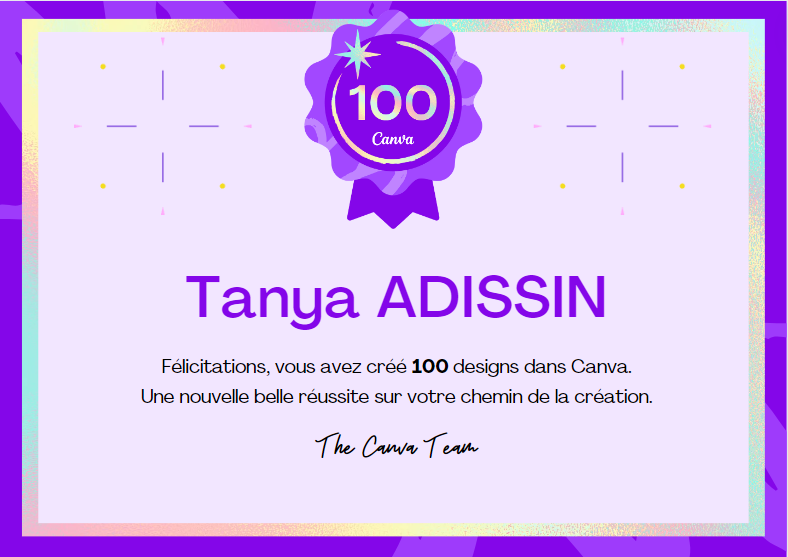 100
Canva
Tanya ADISSIN
Félicitations, vous avez créé 100 designs dans Canva.
Une nouvelle belle réussite sur votre chemin de la création.
The Canva Team